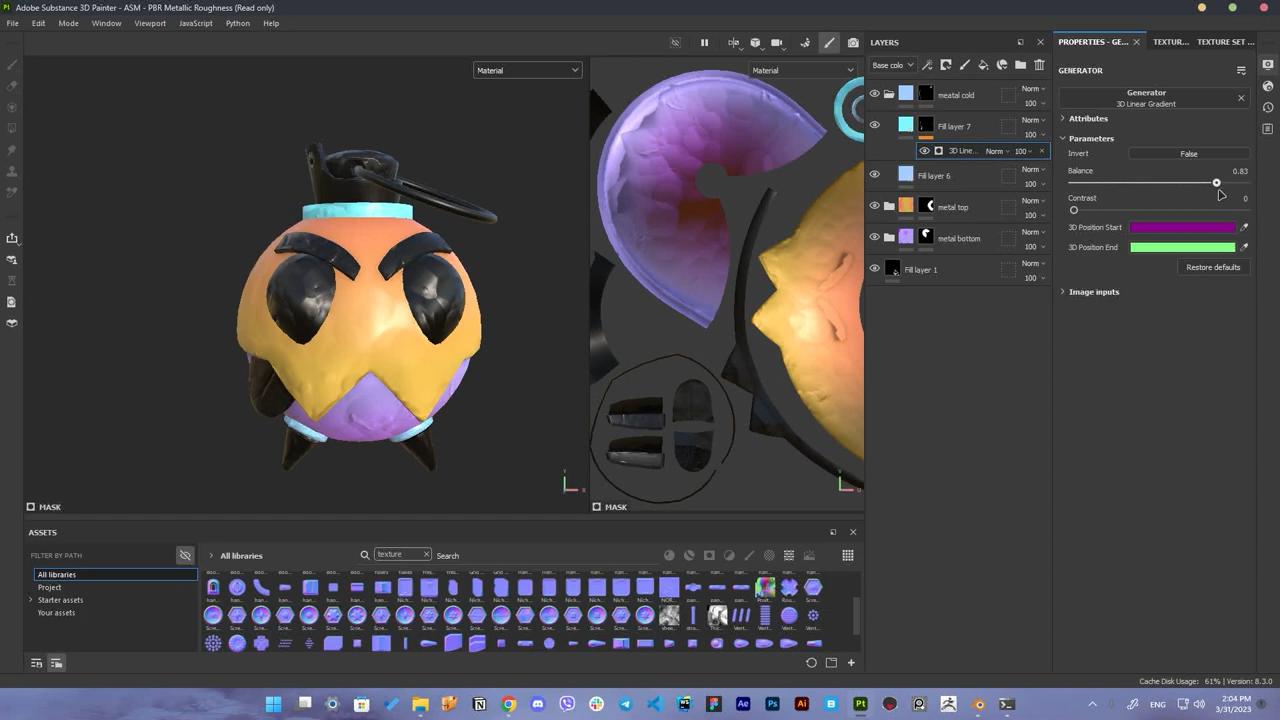 Adobe Substance 3D Painter - ASM - PBR Metallic Roughness (Read only)
File Edit Mode Window Viewport JavaScript Python Help
Material
Material
MASK
MASK
LAYERS
Base colo
meatal cold
Norm
100
Fill layer 7
Norm
100
3D Line... Norm 100
Fill layer 6
Norm
100
metal top
Norm
100
metal bottom
Norm
100
Fill layer 1
Norm
100
PROPERTIES - GE... TEXTUR... TEXTURE SET ...
GENERATOR
Generator
3D Linear Gradient
Attributes
Parameters
Invert False
Balance 0.83
Contrast 0
3D Position Start
3D Position End
Restore defaults
Image inputs
ASSETS
FILTER BY PATH
All libraries
Project
Starter assets
Your assets
All libraries
texture
Search
Cache Disk Usage: 61% | Version: 8.3.0
ENG
2:04 PM
3/31/2023